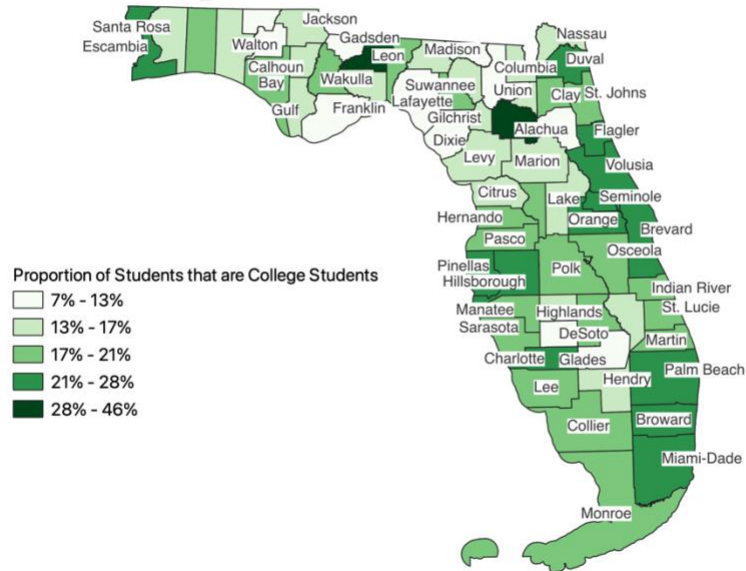 Jackson
Santa Rosa
Gadsden
Nassau
Escambia
Walton
Leon
Madison
Duval
Calhoun
Columbia
Bay
Wakulla
Suwannee
Union
Clay
St. Johns
Gulf
Franklin
Lafayette
Gilchrist
Alachua
Flagler
Dixie
Levy
Marion
Volusia
Citrus
Lake
Seminole
Hernando
Orange
Brevard
Pasco
Osceola
Proportion of Students that are College Students
7% - 13%
13% - 17%
17% - 21%
21% - 28%
28% - 46%
Pinellas
Polk
Hillsborough
Indian River
Manatee
Highlands
St. Lucie
Sarasota
DeSoto
Martin
Charlotte
Glades
Palm Beach
Lee
Hendry
Collier
Broward
Miami-Dade
Monroe